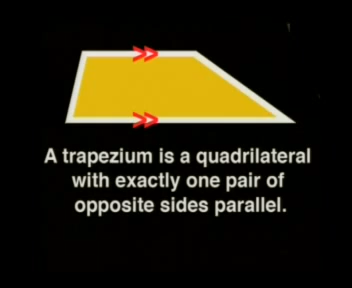 A trapezium is a quadrilateral
with exactly one pair of
opposite sides parallel.